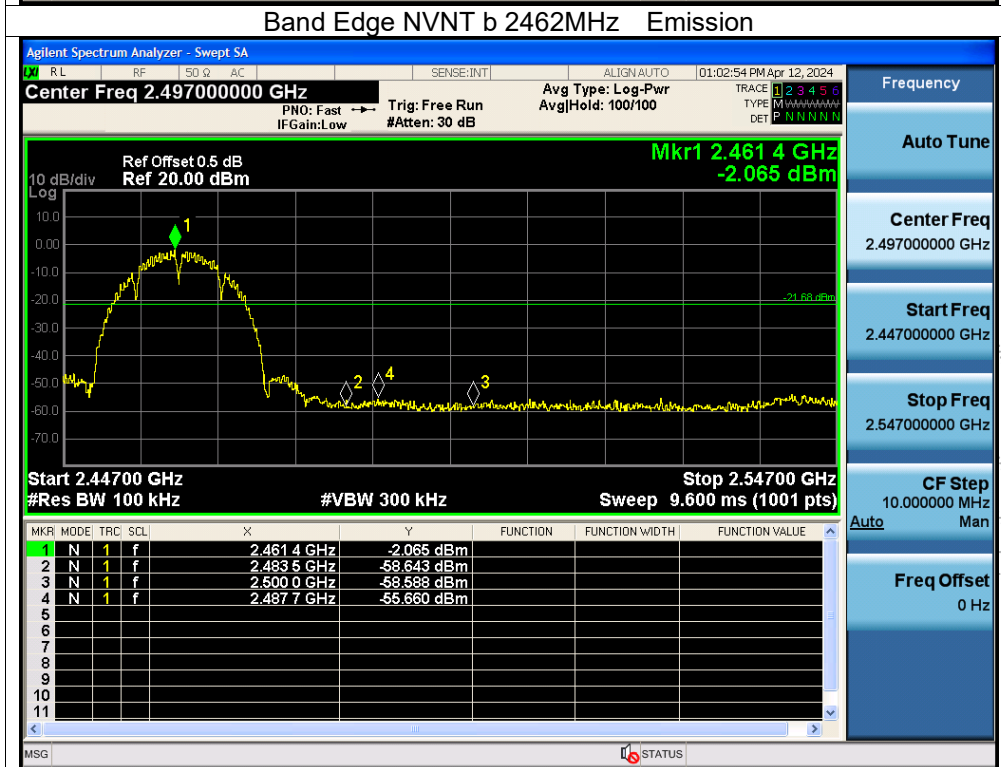 Band Edge NVNT b 2462MHz Emission
Agilent Spectrum Analyzer - Swept SA
LXI RL RF 50 Ω AC SENSE:INT ALIGN AUTO 01:02:54 PM Apr 12, 2024
Center Freq 2.497000000 GHz
PNO: Fast
IFGain:Low
Trig: Free Run
#Atten: 30 dB
Avg Type: Log-Pwr
Avg|Hold: 100/100
TRACE 1 2 3 4 5 6
TYPE M W W W W W
DET P N N N N N
Ref Offset 0.5 dB
10 dB/div Ref 20.00 dBm
Log
Mkr1 2.461 4 GHz
-2.065 dBm
10.0
0.00
-10.0
-20.0
-30.0
-40.0
-50.0
-60.0
-70.0
1
-21.68 dBm
2 4 3
Start 2.44700 GHz Stop 2.54700 GHz
#Res BW 100 kHz #VBW 300 kHz Sweep 9.600 ms (1001 pts)
MKR MODE TRC SCL X Y FUNCTION FUNCTION WIDTH FUNCTION VALUE
1 N 1 f 2.461 4 GHz -2.065 dBm
2 N 1 f 2.483 5 GHz -58.643 dBm
3 N 1 f 2.500 0 GHz -58.588 dBm
4 N 1 f 2.487 7 GHz -55.660 dBm
5
6
7
8
9
10
11
MSG STATUS
Frequency
Auto Tune
Center Freq
2.497000000 GHz
Start Freq
2.447000000 GHz
Stop Freq
2.547000000 GHz
CF Step
10.000000 MHz
Auto Man
Freq Offset
0 Hz